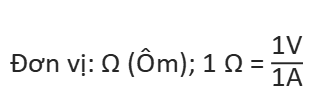 Đơn vị: Ω (Ôm); 1 Ω = 1V/1A